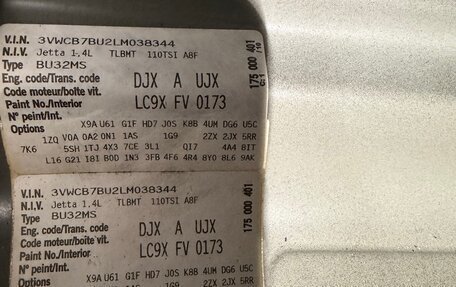 V.I.N. 3VWCB7BU2LM038344
N.I.V. Jetta 1.4L TLBMT 110TSI A8F
Type BU32MS
Eng. code/Trans. code DJX A UJX
Code moteur/boîte vit.
Paint No./Interior LC9X FV 0173
N° peint/int.
Options X9A U61 G1F HD7 J0S K8B 4UM DG6 U5C
1ZQ V0A 0A2 0N1 1AS 1G9 2ZX 2JX 5RR
7K6 5SH 1TJ 4X3 7CE 3L1 QI7 4A4 8IT
L16 G21 18I BOD 1N3 3FB 4F6 4R4 8Y0 8L6 9AK
175 000 401
V.I.N. 3VWCB7BU2LM038344
N.I.V. Jetta 1.4L TLBMT 110TSI A8F
Type BU32MS
Eng. code/Trans. code DJX A UJX
Code moteur/boîte vit.
Paint No./Interior LC9X FV 0173
N° peint/int.
Options X9A U61 G1F HD7 J0S K8B 4UM DG6 U5C
175 000 401